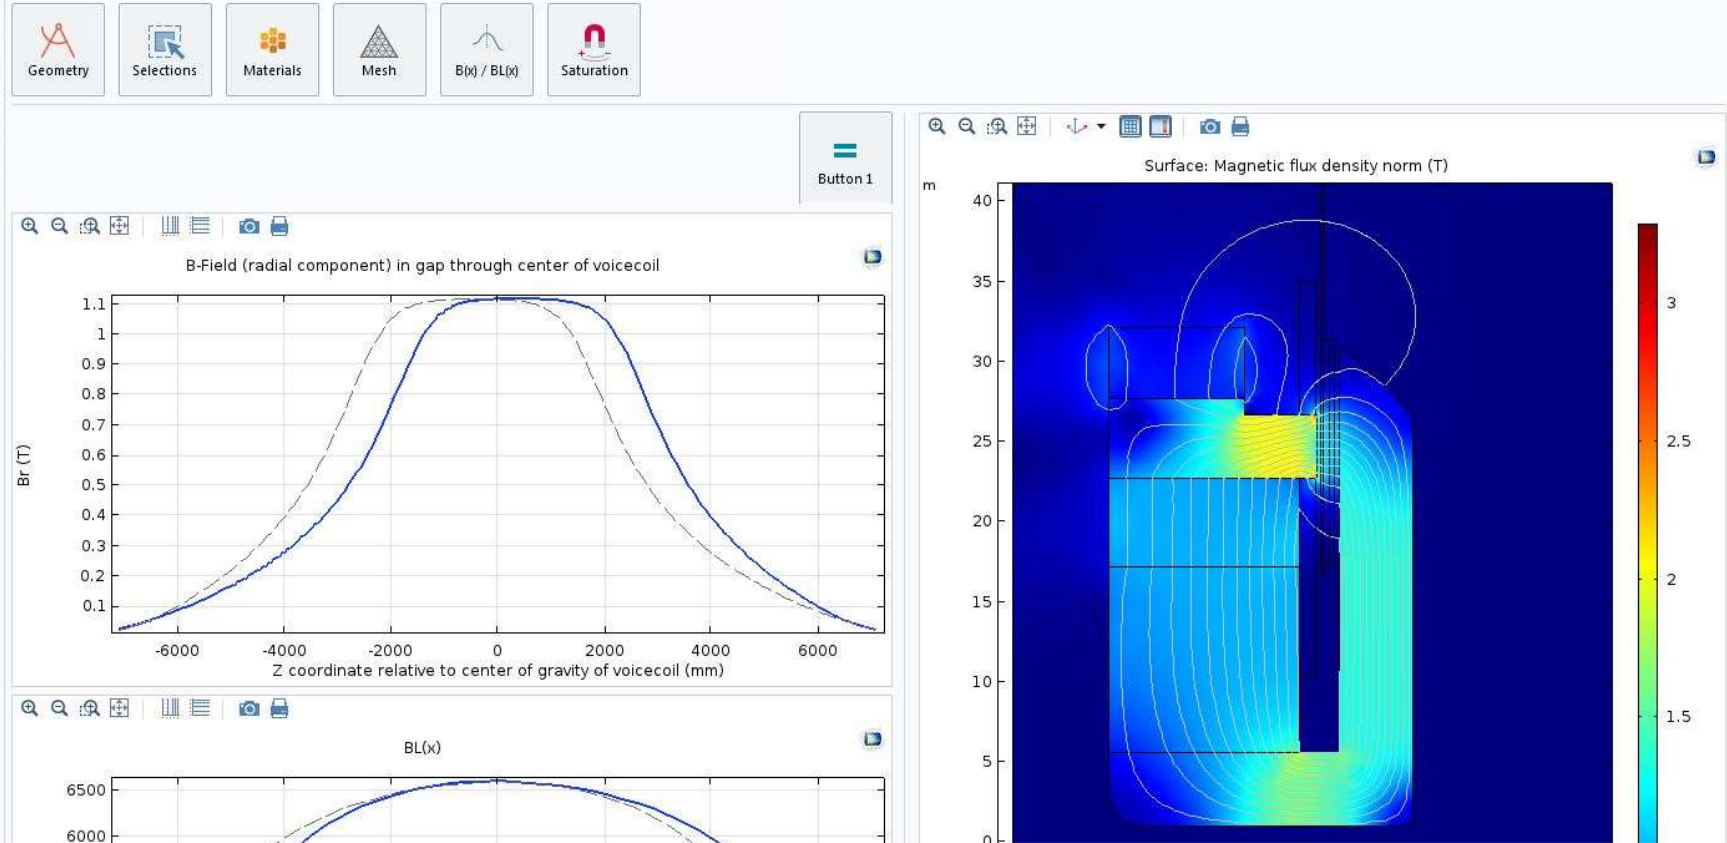 Geometry
Selections
Materials
Mesh
B(x) / BL(x)
Saturation
Button 1
B-Field (radial component) in gap through center of voicecoil
Br (T)
1.1
1
0.9
0.8
0.7
0.6
0.5
0.4
0.3
0.2
0.1
-6000 -4000 -2000 0 2000 4000 6000
Z coordinate relative to center of gravity of voicecoil (mm)
BL(x)
6500
6000
Surface: Magnetic flux density norm (T)
m
40
35
30
25
20
15
10
5
0
3
2.5
2
1.5